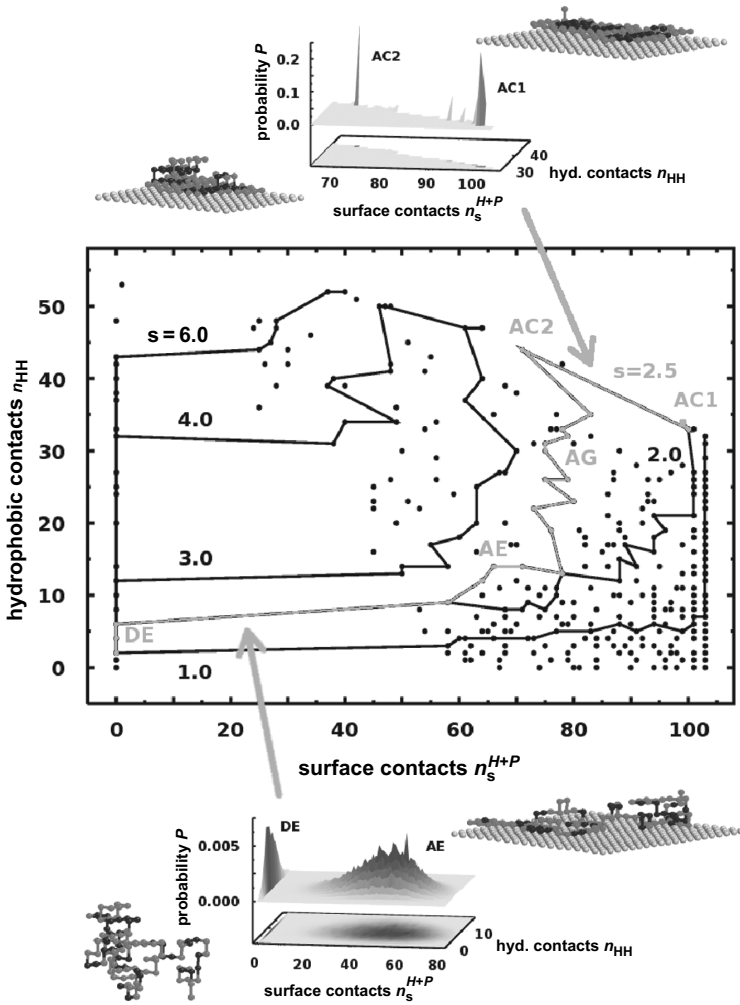 probability P
0.2
0.1
0.0
AC2
AC1
70 80 90 100
30
40
hyd. contacts nHH
surface contacts nsH+P
hydrophobic contacts nHH
50
40
30
20
10
0
s = 6.0
4.0
3.0
1.0
AC2
s=2.5
AC1
2.0
AG
AE
DE
0 20 40 60 80 100
surface contacts nsH+P
probability P
0.005
0.000
DE
AE
0 20 40 60 80
0
10
hyd. contacts nHH
surface contacts nsH+P